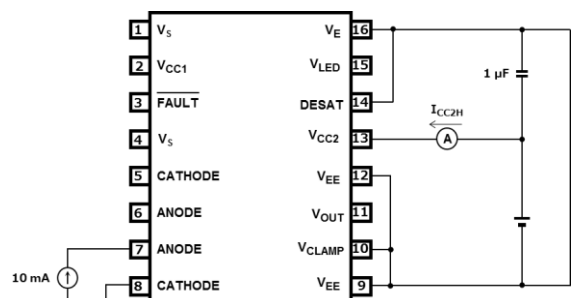 1 VS VE 16
2 VCC1 VLED 15
3 FAULT DESAT 14
4 VS VCC2 13
5 CATHODE VEE 12
6 ANODE VOUT 11
7 ANODE VCLAMP 10
8 CATHODE VEE 9
1 µF
ICC2H
A
10 mA